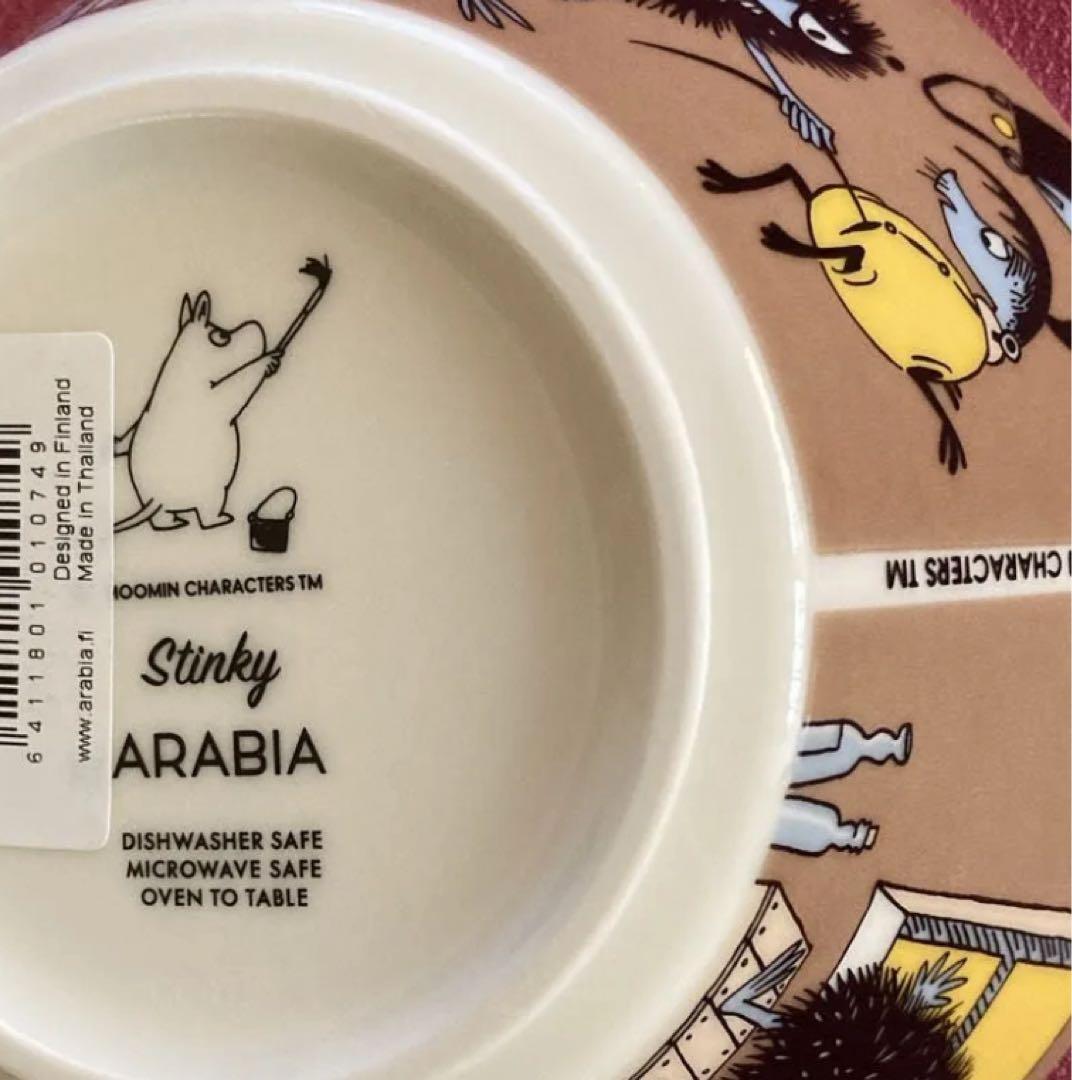 MOOMIN CHARACTERS TM
Stinky
ARABIA
DISHWASHER SAFE
MICROWAVE SAFE
OVEN TO TABLE
6 411801 010749
Designed in Finland
www.arabia.fi Made in Thailand
CHARACTERS TM